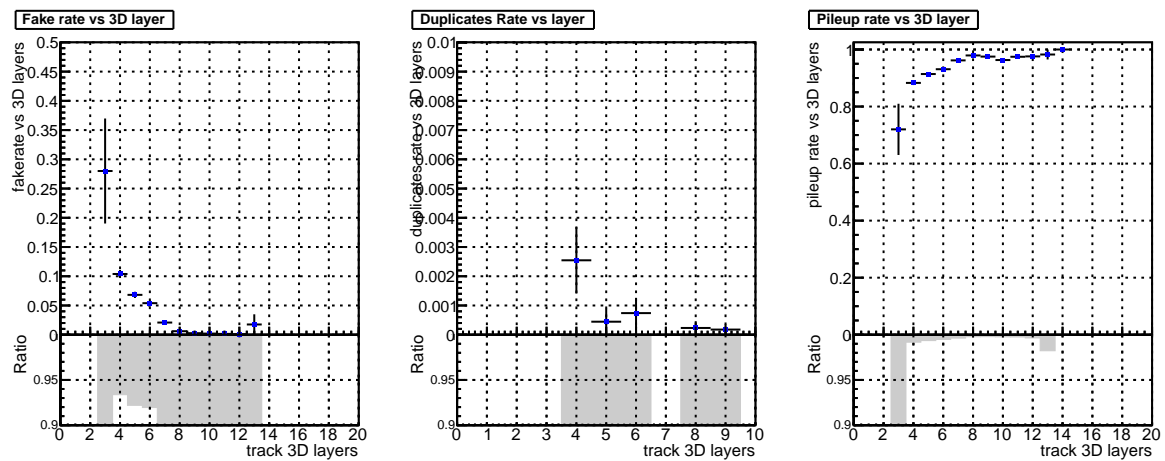 Fake rate vs 3D layer
fakerate vs 3D layers
0.5
0.45
0.4
0.35
0.3
0.25
0.2
0.15
0.1
0.05
0
Ratio
0.95
0.9
0 2 4 6 8 10 12 14 16 18 20
track 3D layers
Duplicates Rate vs layer
duplicates rate vs 3D layers
0.01
0.009
0.008
0.007
0.006
0.005
0.004
0.003
0.002
0.001
0
Ratio
0.95
0.9
0 1 2 3 4 5 6 7 8 9 10
track 3D layers
Pileup rate vs 3D layer
pileup rate vs 3D layers
1
0.8
0.6
0.4
0.2
0
Ratio
0.95
0.9
0 2 4 6 8 10 12 14 16 18 20
track 3D layers